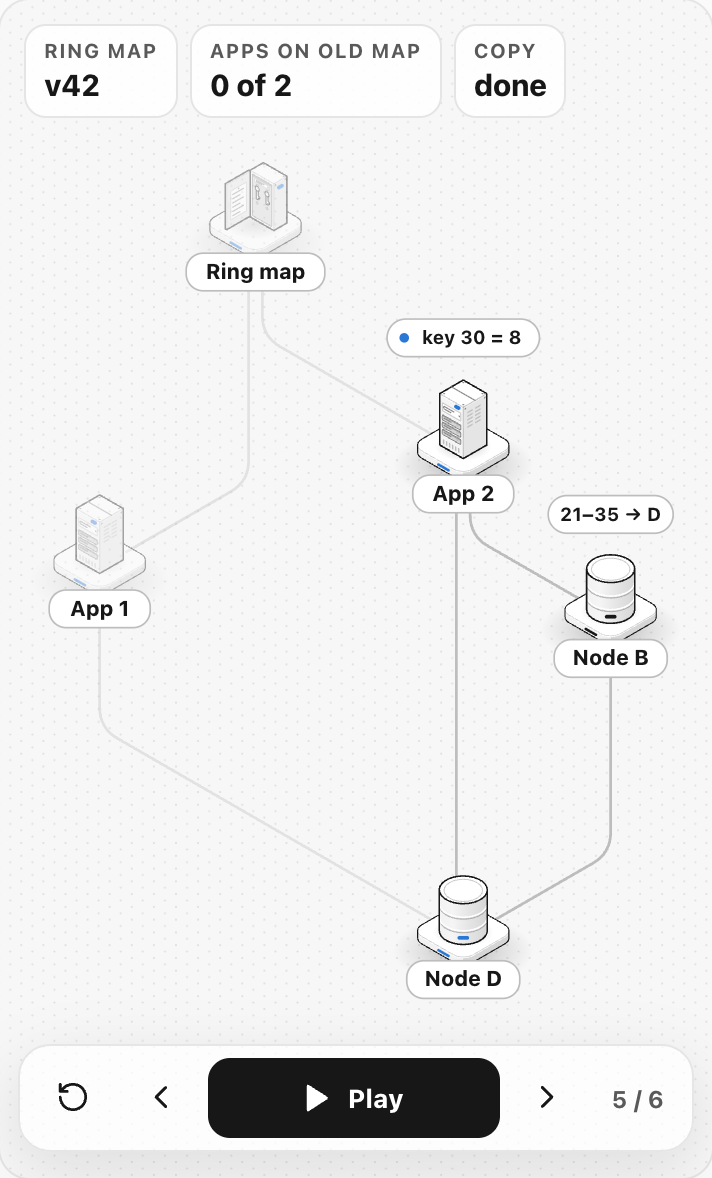 RING MAP
v42
APPS ON OLD MAP
0 of 2
COPY
done
Ring map
key 30 = 8
App 2
21–35 → D
App 1
Node B
Node D
Play
5 / 6